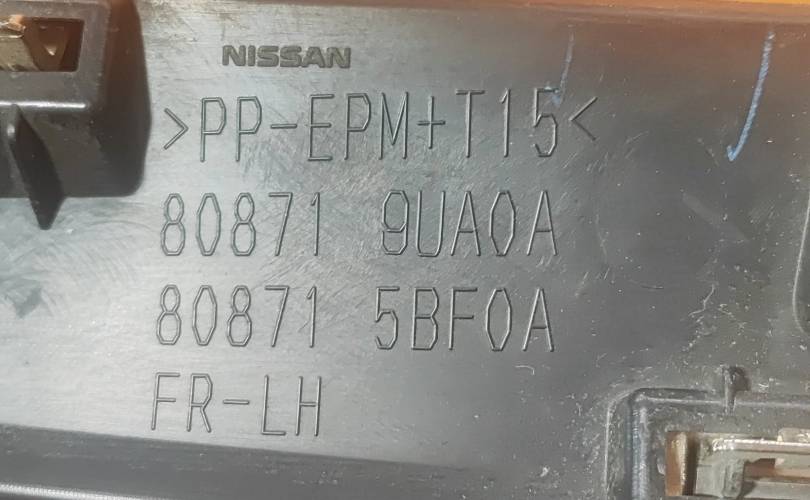 NISSAN
>PP-EPM+T15<
80871 9UA0A
80871 5BF0A
FR-LH